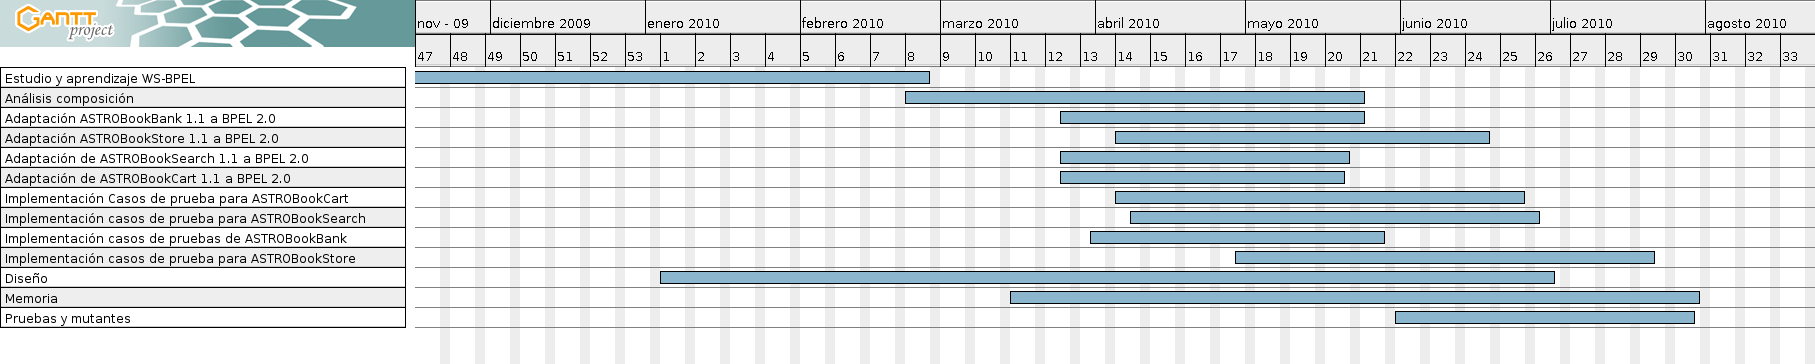 GANTT
project
nov - 09 diciembre 2009 enero 2010 febrero 2010 marzo 2010 abril 2010 mayo 2010 junio 2010 julio 2010 agosto 2010
47 48 49 50 51 52 53 1 2 3 4 5 6 7 8 9 10 11 12 13 14 15 16 17 18 19 20 21 22 23 24 25 26 27 28 29 30 31 32 33
Estudio y aprendizaje WS-BPEL
Análisis composición
Adaptación ASTROBookBank 1.1 a BPEL 2.0
Adaptación ASTROBookStore 1.1 a BPEL 2.0
Adaptación de ASTROBookSearch 1.1 a BPEL 2.0
Adaptación de ASTROBookCart 1.1 a BPEL 2.0
Implementación Casos de prueba para ASTROBookCart
Implementación casos de prueba para ASTROBookSearch
Implementación casos de pruebas de ASTROBookBank
Implementación casos de prueba para ASTROBookStore
Diseño
Memoria
Pruebas y mutantes